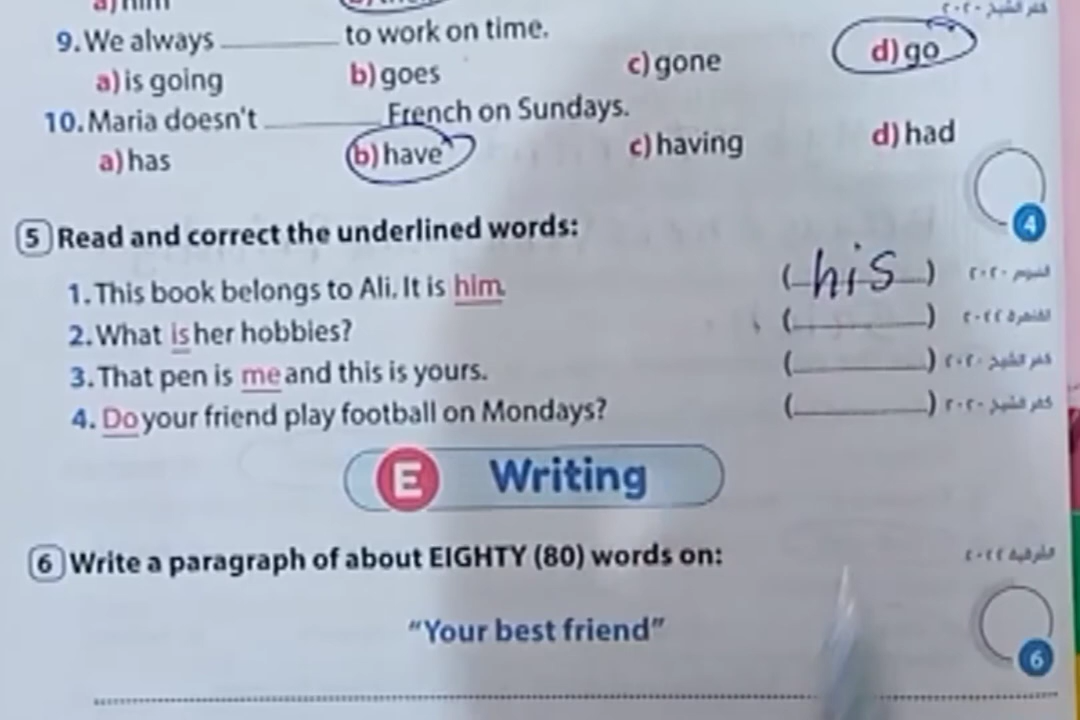 a) him
9. We always ________ to work on time.
a) is going b) goes c) gone d) go
10. Maria doesn't ________ French on Sundays.
a) has b) have c) having d) had
4
5 Read and correct the underlined words:
1. This book belongs to Ali. It is him. (his)
2. What is her hobbies? (________)
3. That pen is me and this is yours. (________)
4. Do your friend play football on Mondays? (________)
E Writing
6 Write a paragraph of about EIGHTY (80) words on:
"Your best friend"
6